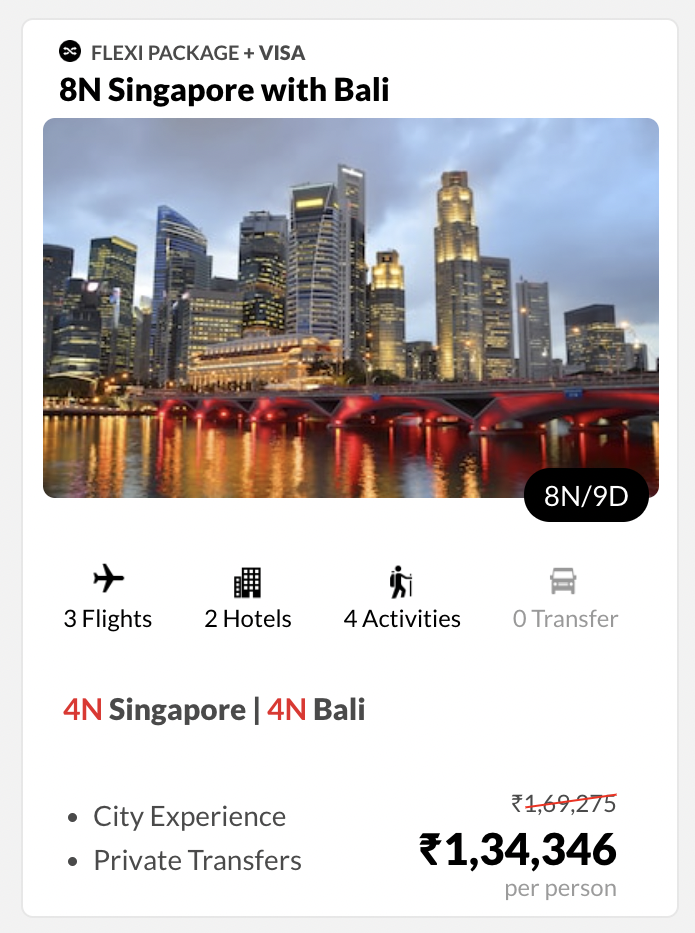 FLEXI PACKAGE + VISA
8N Singapore with Bali
8N/9D
3 Flights
2 Hotels
4 Activities
0 Transfer
4N Singapore | 4N Bali
• City Experience
• Private Transfers
₹1,69,275
₹1,34,346
per person